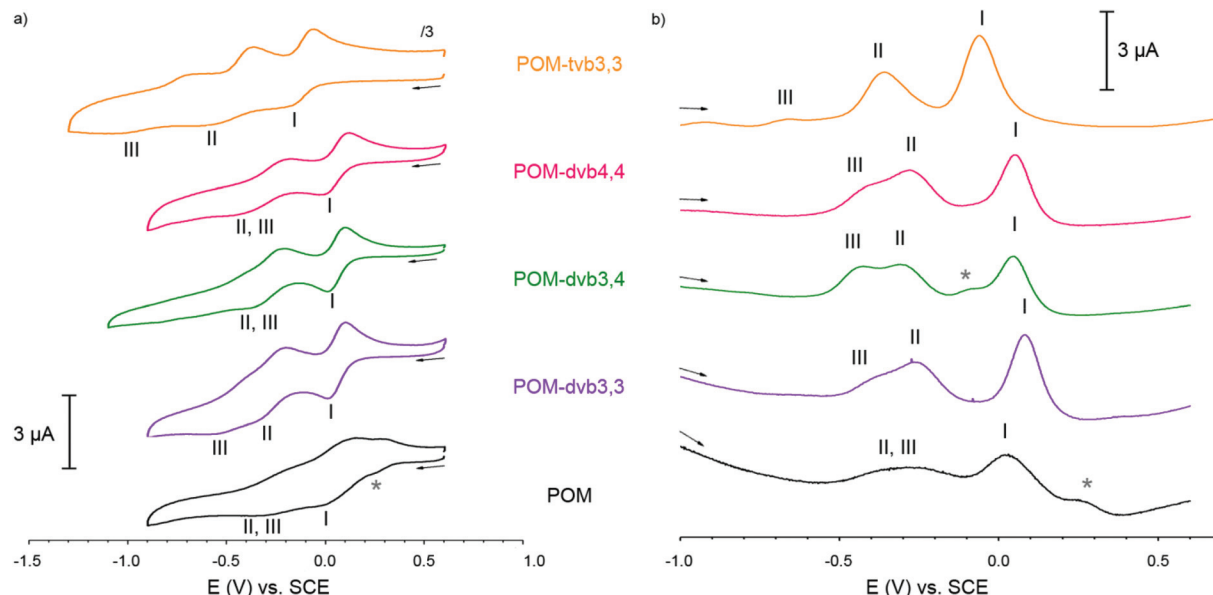 a)
/3
I
II
III
POM-tvb3,3
I
II, III
POM-dvb4,4
I
II, III
POM-dvb3,4
I
II
III
POM-dvb3,3
3 µA
*
I
II, III
POM
-1.5
-1.0
-0.5
0.0
0.5
1.0
E (V) vs. SCE
b)
I
3 µA
II
III
I
II
III
I
II
III
*
I
II
III
I
II, III
*
-1.0
-0.5
0.0
0.5
E (V) vs. SCE